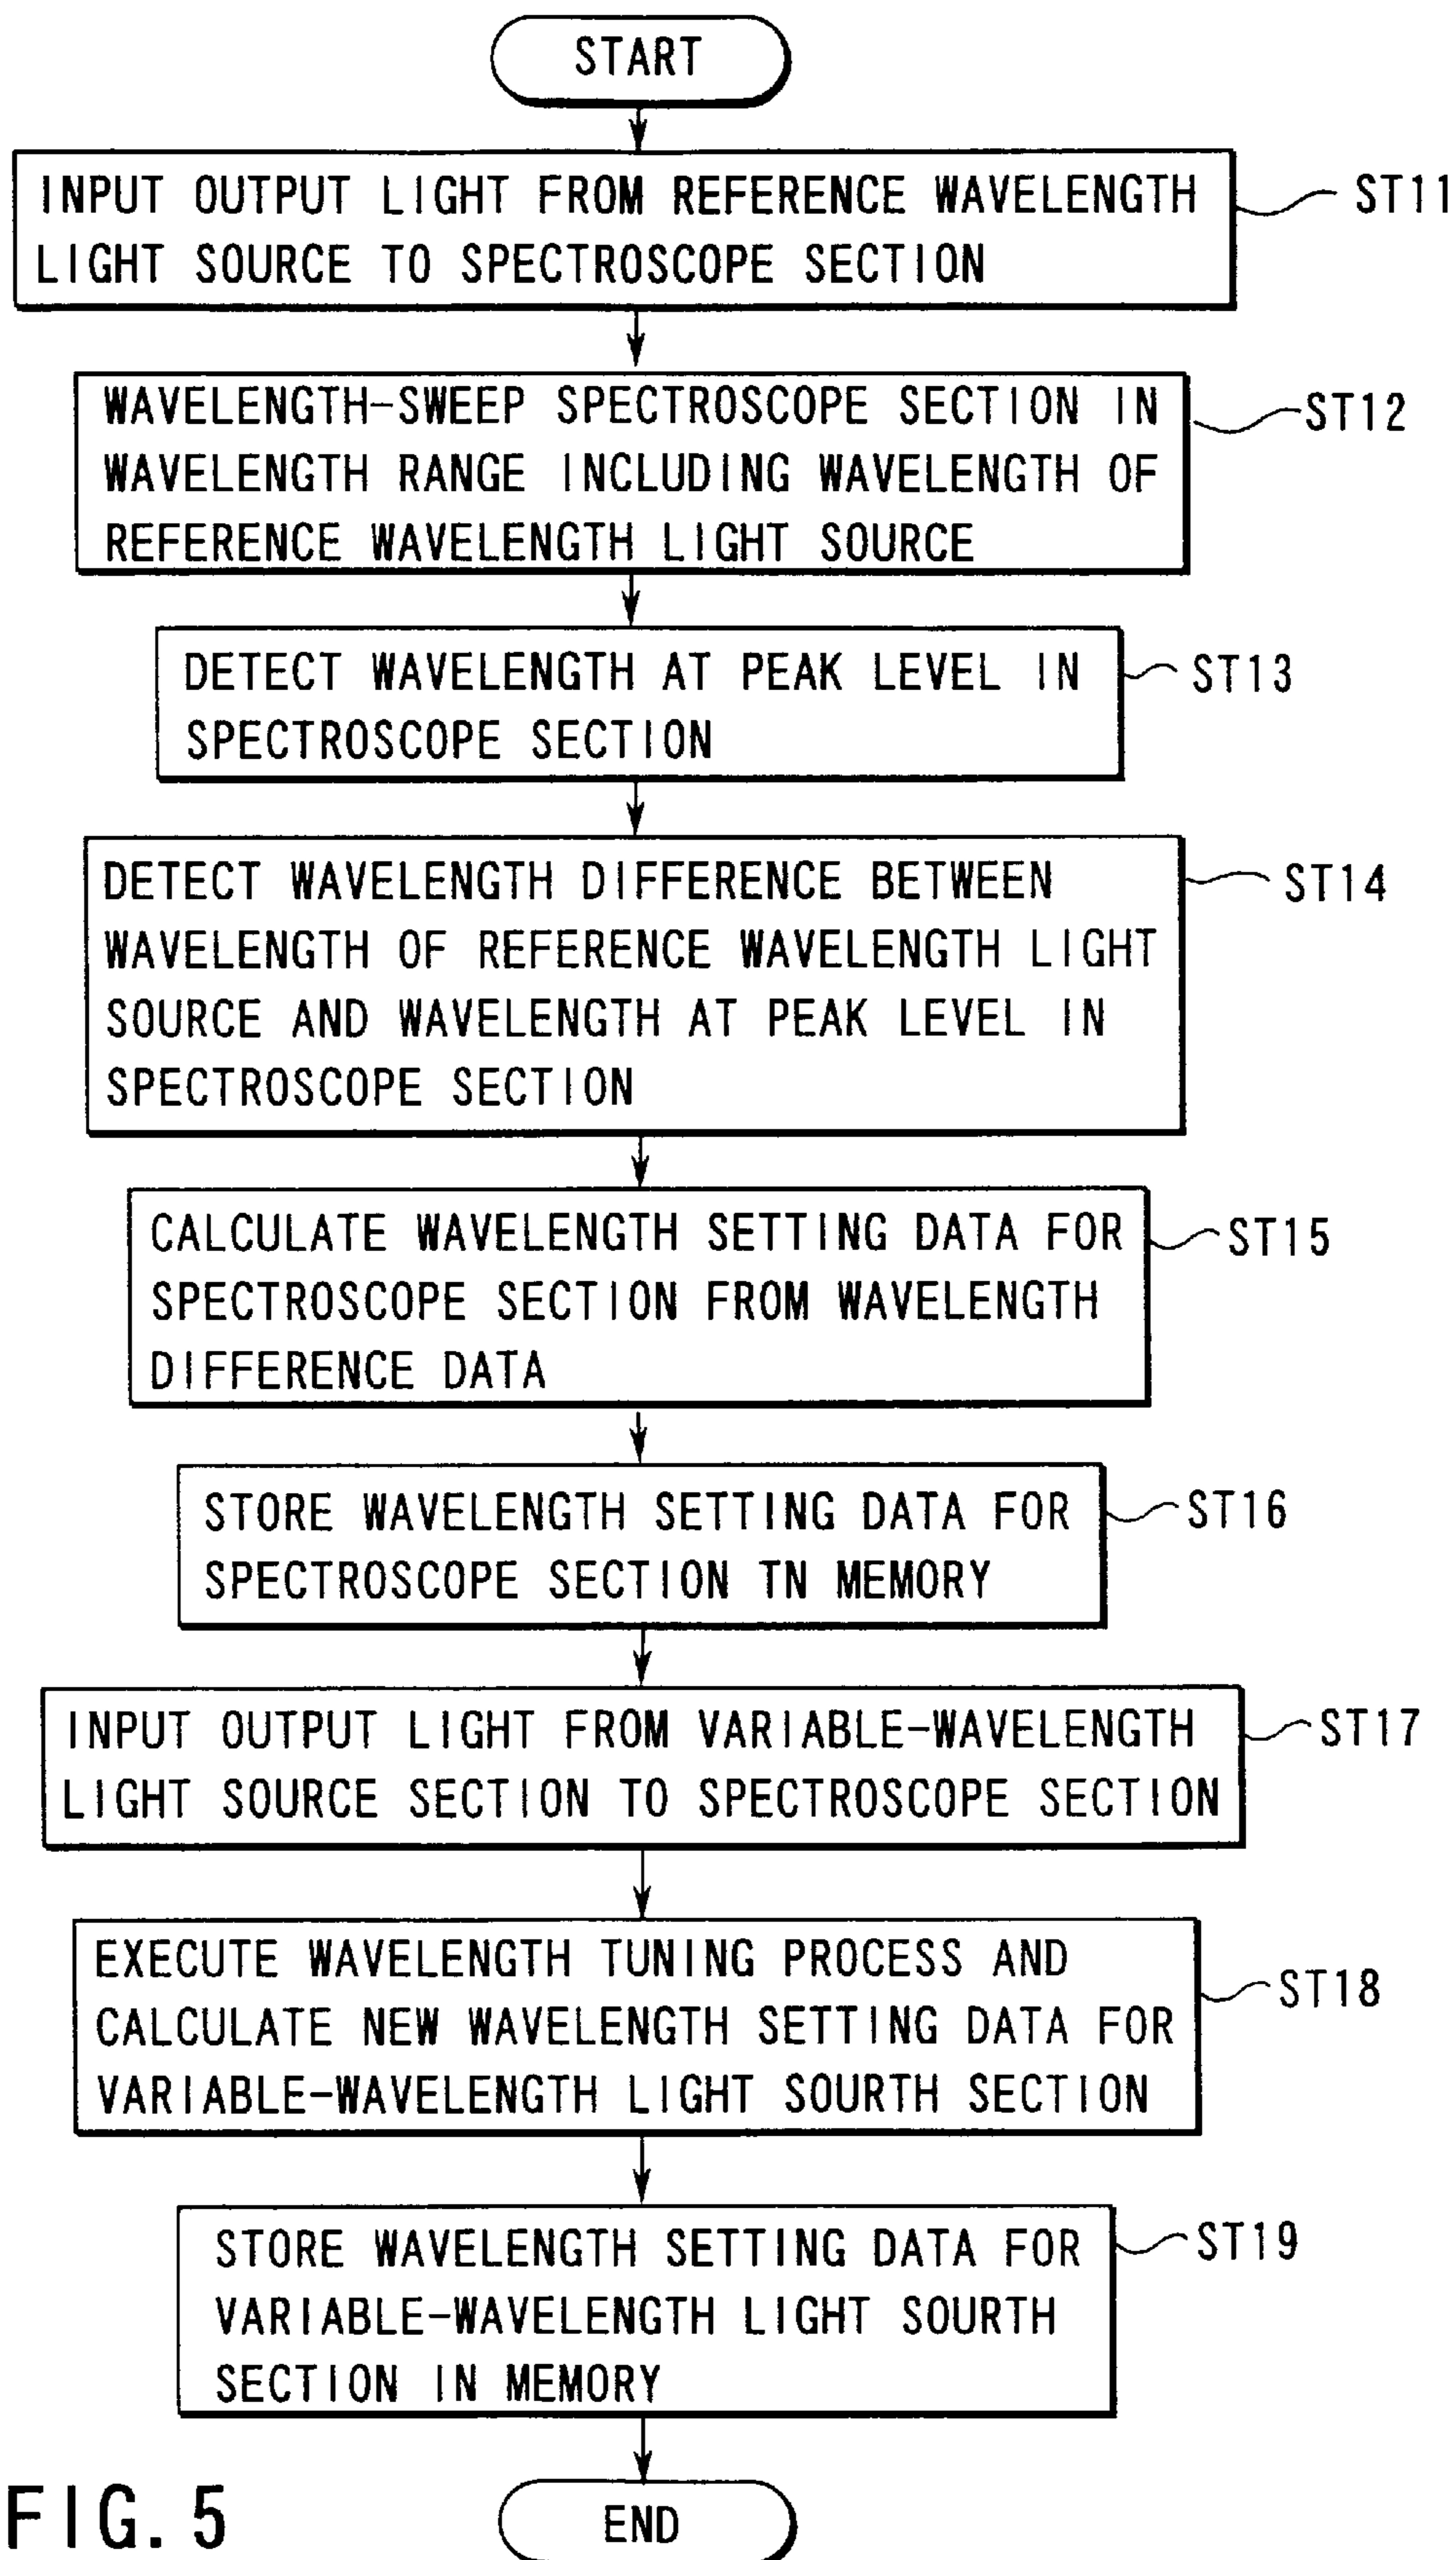 START
INPUT OUTPUT LIGHT FROM REFERENCE WAVELENGTH
LIGHT SOURCE TO SPECTROSCOPE SECTION
ST11
WAVELENGTH-SWEEP SPECTROSCOPE SECTION IN
WAVELENGTH RANGE INCLUDING WAVELENGTH OF
REFERENCE WAVELENGTH LIGHT SOURCE
ST12
DETECT WAVELENGTH AT PEAK LEVEL IN
SPECTROSCOPE SECTION
ST13
DETECT WAVELENGTH DIFFERENCE BETWEEN
WAVELENGTH OF REFERENCE WAVELENGTH LIGHT
SOURCE AND WAVELENGTH AT PEAK LEVEL IN
SPECTROSCOPE SECTION
ST14
CALCULATE WAVELENGTH SETTING DATA FOR
SPECTROSCOPE SECTION FROM WAVELENGTH
DIFFERENCE DATA
ST15
STORE WAVELENGTH SETTING DATA FOR
SPECTROSCOPE SECTION TN MEMORY
ST16
INPUT OUTPUT LIGHT FROM VARIABLE-WAVELENGTH
LIGHT SOURCE SECTION TO SPECTROSCOPE SECTION
ST17
EXECUTE WAVELENGTH TUNING PROCESS AND
CALCULATE NEW WAVELENGTH SETTING DATA FOR
VARIABLE-WAVELENGTH LIGHT SOURTH SECTION
ST18
STORE WAVELENGTH SETTING DATA FOR
VARIABLE-WAVELENGTH LIGHT SOURTH
SECTION IN MEMORY
ST19
END
FIG. 5